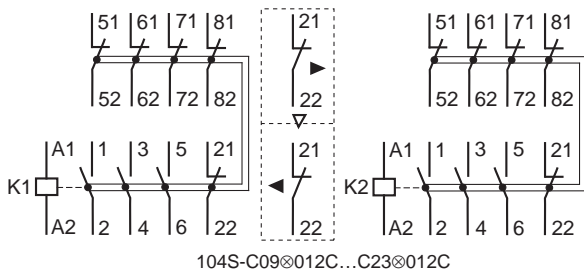 51 61 71 81 21 51 61 71 81
52 62 72 82 22 52 62 72 82
A1 1 3 5 21 21 A1 1 3 5 21
K1 K2
A2 2 4 6 22 22 A2 2 4 6 22
104S-C09⊗012C...C23⊗012C